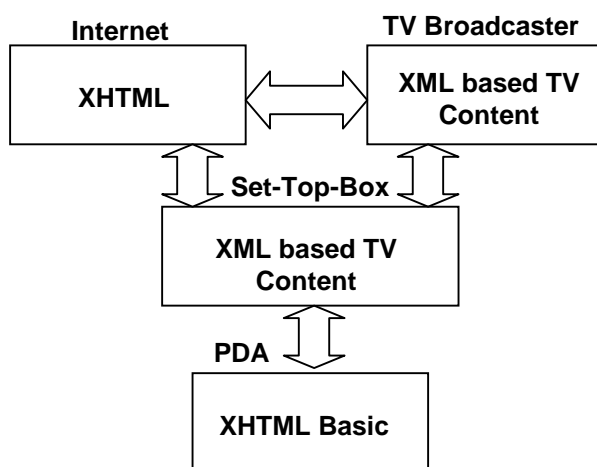 Internet
TV Broadcaster
XHTML
XML based TV
Content
Set-Top-Box
XML based TV
Content
PDA
XHTML Basic